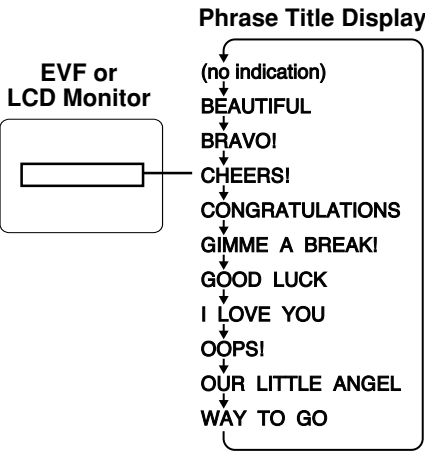 Phrase Title Display
EVF or
LCD Monitor
(no indication)
BEAUTIFUL
BRAVO!
CHEERS!
CONGRATULATIONS
GIMME A BREAK!
GOOD LUCK
I LOVE YOU
OOPS!
OUR LITTLE ANGEL
WAY TO GO